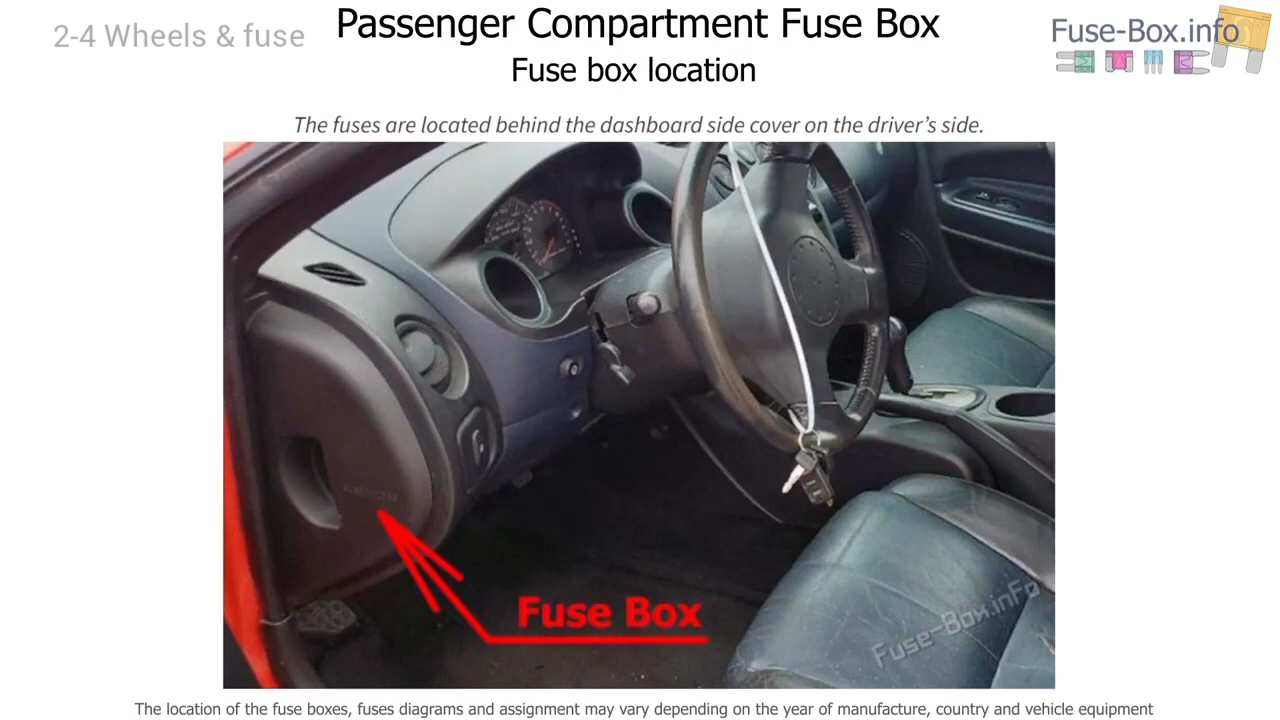 2-4 Wheels & fuse
Passenger Compartment Fuse Box
Fuse-Box.info
Fuse box location
The fuses are located behind the dashboard side cover on the driver's side.
Fuse Box
Fuse-Box.inFo
The location of the fuse boxes, fuses diagrams and assignment may vary depending on the year of manufacture, country and vehicle equipment